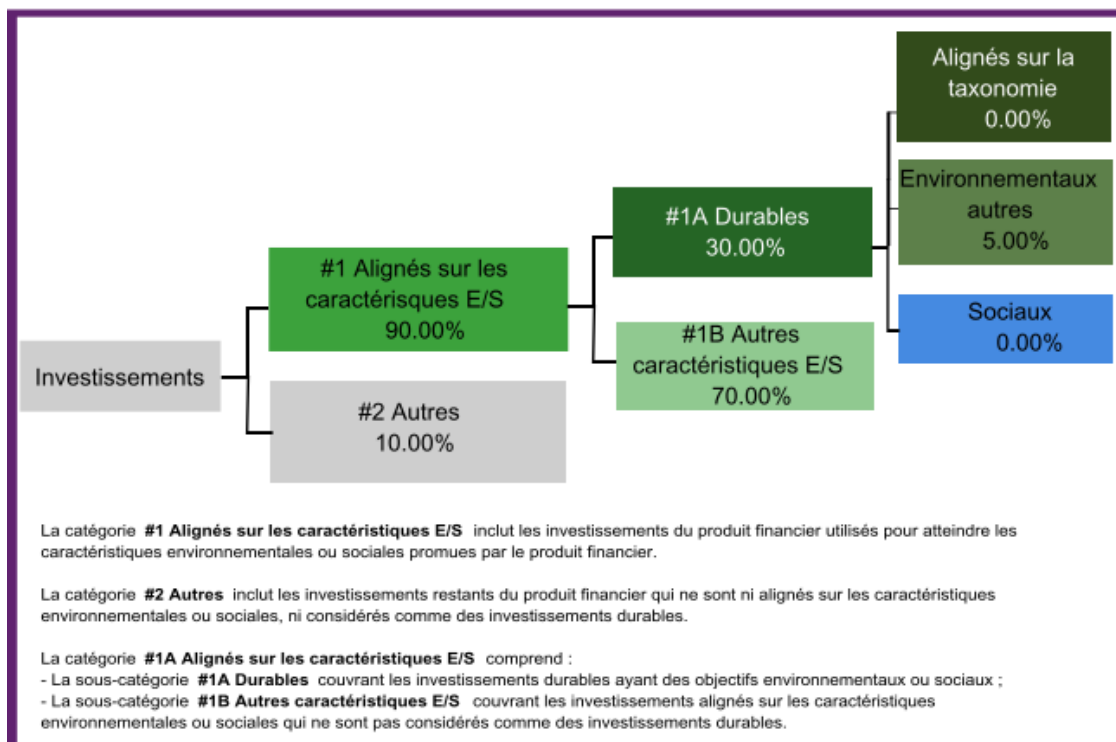 Alignés sur la
taxonomie
0.00%
Environnementaux
autres
5.00%
#1A Durables
30.00%
#1 Alignés sur les
caractérisques E/S
90.00%
Sociaux
0.00%
#1B Autres
caractéristiques E/S
70.00%
Investissements
#2 Autres
10.00%
La catégorie #1 Alignés sur les caractéristiques E/S inclut les investissements du produit financier utilisés pour atteindre les
caractéristiques environnementales ou sociales promues par le produit financier.
La catégorie #2 Autres inclut les investissements restants du produit financier qui ne sont ni alignés sur les caractéristiques
environnementales ou sociales, ni considérés comme des investissements durables.
La catégorie #1A Alignés sur les caractéristiques E/S comprend :
- La sous-catégorie #1A Durables couvrant les investissements durables ayant des objectifs environnementaux ou sociaux ;
- La sous-catégorie #1B Autres caractéristiques E/S couvrant les investissements alignés sur les caractéristiques
environnementales ou sociales qui ne sont pas considérés comme des investissements durables.